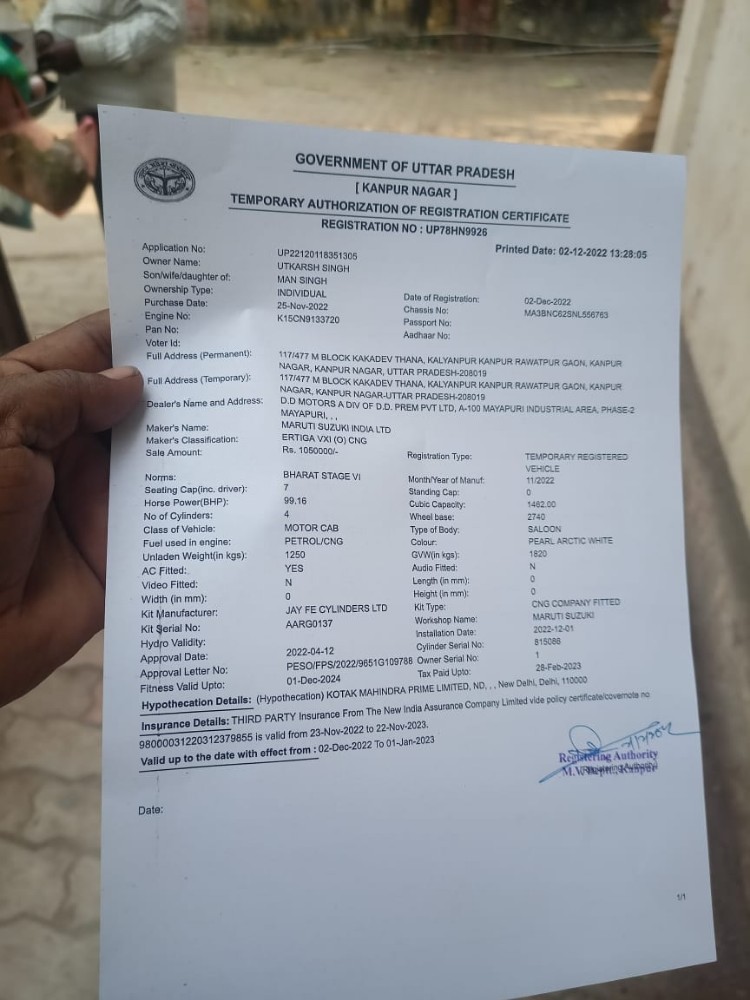 GOVERNMENT OF UTTAR PRADESH
[ KANPUR NAGAR ]
TEMPORARY AUTHORIZATION OF REGISTRATION CERTIFICATE
REGISTRATION NO : UP78HN9926
Printed Date: 02-12-2022 13:28:05
Application No: UP22120118351305
Owner Name: UTKARSH SINGH
Son/wife/daughter of: MAN SINGH
Ownership Type: INDIVIDUAL Date of Registration: 02-Dec-2022
Purchase Date: 25-Nov-2022 Chassis No: MA3BNC62SNL556763
Engine No: K15CN9133720 Passport No:
Pan No: Aadhaar No:
Voter Id:
Full Address (Permanent): 117/477 M BLOCK KAKADEV THANA, KALYANPUR KANPUR RAWATPUR GAON, KANPUR
NAGAR, KANPUR NAGAR, UTTAR PRADESH-208019
Full Address (Temporary): 117/477 M BLOCK KAKADEV THANA, KALYANPUR KANPUR RAWATPUR GAON, KANPUR
NAGAR, KANPUR NAGAR-UTTAR PRADESH-208019
Dealer's Name and Address: D.D MOTORS A DIV OF D.D. PREM PVT LTD, A-100 MAYAPURI INDUSTRIAL AREA, PHASE-2
MAYAPURI, , ,
Maker's Name: MARUTI SUZUKI INDIA LTD
Maker's Classification: ERTIGA VXI (O) CNG
Sale Amount: Rs. 1050000/- Registration Type: TEMPORARY REGISTERED
VEHICLE
Norms: BHARAT STAGE VI Month/Year of Manuf: 11/2022
Seating Cap(inc. driver): 7 Standing Cap: 0
Horse Power(BHP): 99.16 Cubic Capacity: 1462.00
No of Cylinders: 4 Wheel base: 2740
Class of Vehicle: MOTOR CAB Type of Body: SALOON
Fuel used in engine: PETROL/CNG Colour: PEARL ARCTIC WHITE
Unladen Weight(in kgs): 1250 GVW(in kgs): 1820
AC Fitted: YES Audio Fitted: N
Video Fitted: N Length (in mm): 0
Width (in mm): 0 Height (in mm): 0
Kit Manufacturer: JAY FE CYLINDERS LTD Kit Type: CNG COMPANY FITTED
Kit Serial No: AARG0137 Workshop Name: MARUTI SUZUKI
Hydro Validity: Installation Date: 2022-12-01
Approval Date: 2022-04-12 Cylinder Serial No: 815088
Approval Letter No: PESO/FPS/2022/9651G109788 Owner Serial No: 1
Fitness Valid Upto: 01-Dec-2024 Tax Paid Upto: 28-Feb-2023
Hypothecation Details: (Hypothecation) KOTAK MAHINDRA PRIME LIMITED, ND, , , New Delhi, Delhi, 110000
Insurance Details: THIRD PARTY Insurance From The New India Assurance Company Limited vide policy certificate/covernote no
98000031220312379855 is valid from 23-Nov-2022 to 22-Nov-2023.
Valid up to the date with effect from : 02-Dec-2022 To 01-Jan-2023
Registering Authority
Date:
1/1